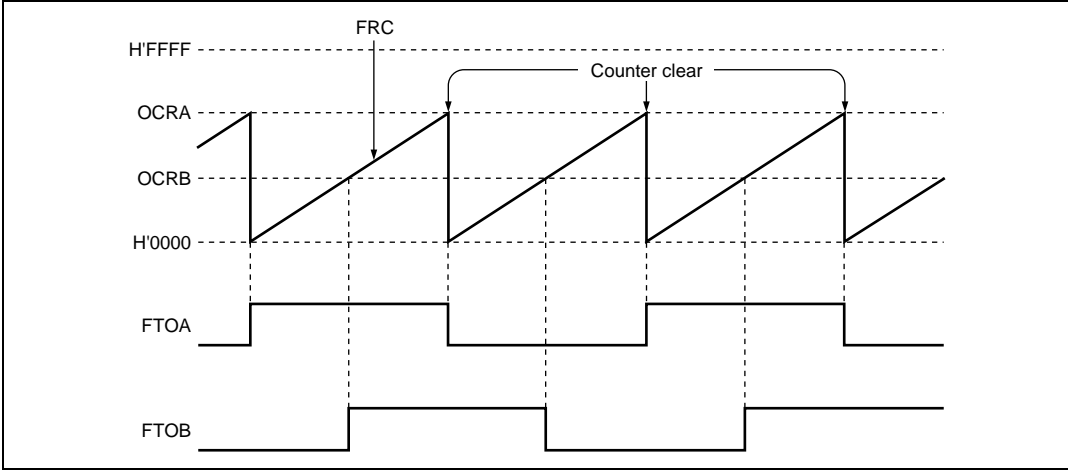 FRC
H'FFFF
Counter clear
OCRA
OCRB
H'0000
FTOA
FTOB